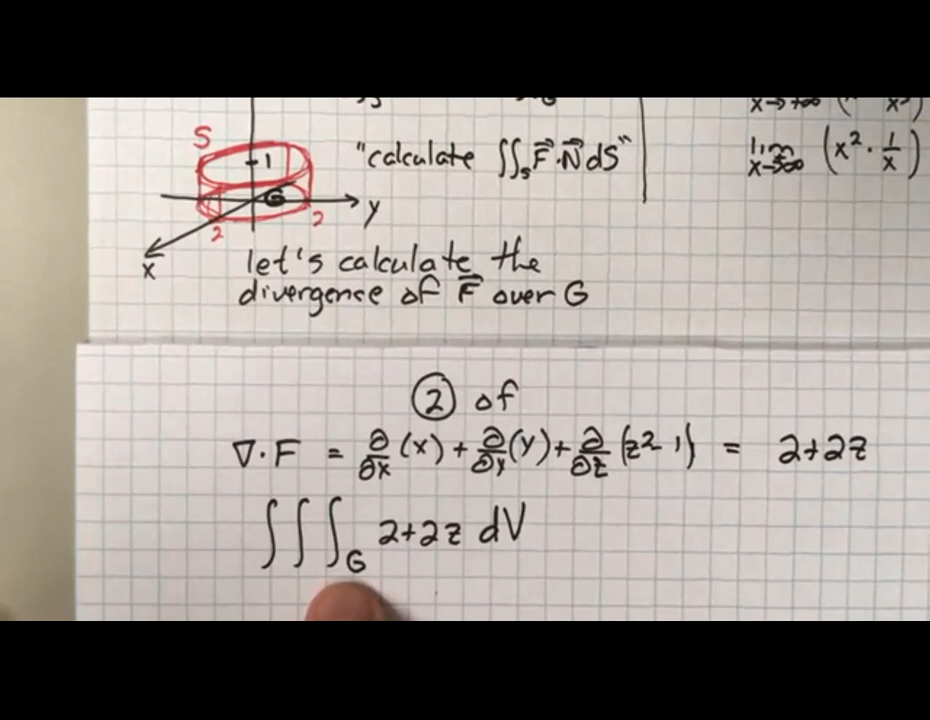 S
"calculate ∬ₛ F⃗·N⃗ dS"
lim x→∞ (x² · 1/x)
1
G
y
2
2
x
let's calculate the
divergence of F⃗ over G
② of
∇·F = ∂/∂x (x) + ∂/∂y (y) + ∂/∂z (z² 1) = 2+2z
∭_G 2+2z dV